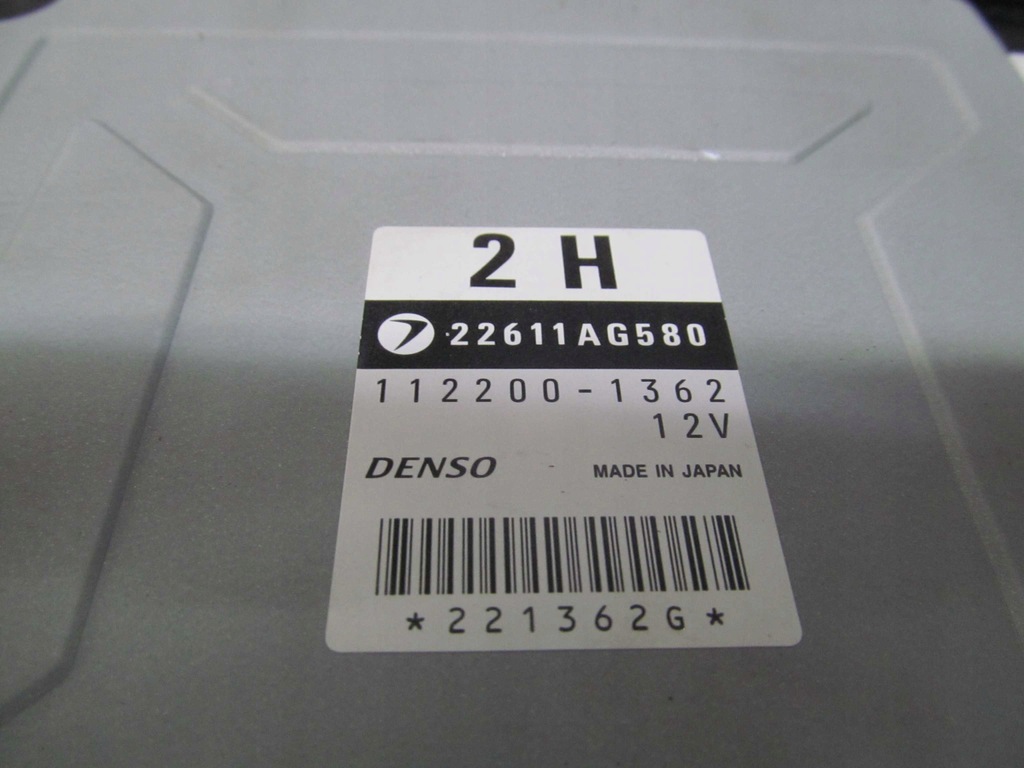 2 H
·22611AG580
112200-1362
12V
DENSO
MADE IN JAPAN
*221362G*